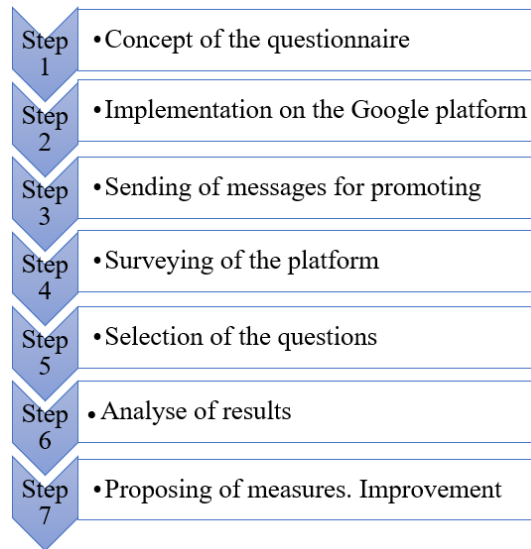 Step 1
• Concept of the questionnaire
Step 2
• Implementation on the Google platform
Step 3
• Sending of messages for promoting
Step 4
• Surveying of the platform
Step 5
• Selection of the questions
Step 6
• Analyse of results
Step 7
• Proposing of measures. Improvement